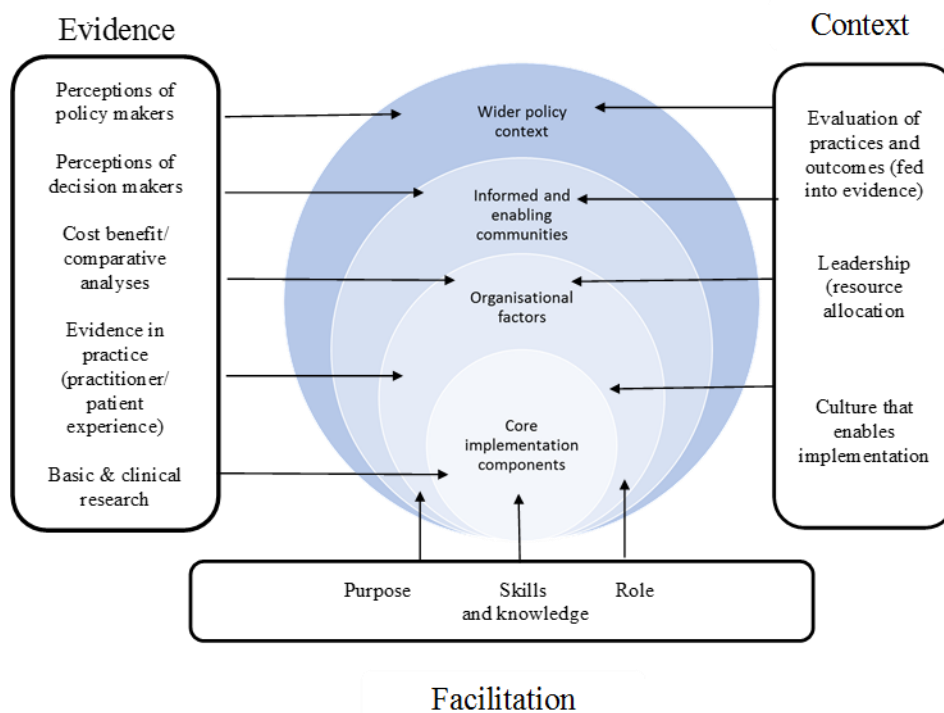 Evidence
Perceptions of
policy makers
Perceptions of
decision makers
Cost benefit/
comparative
analyses
Evidence in
practice
(practitioner/
patient
experience)
Basic & clinical
research
Wider policy
context
Informed and
enabling
communities
Organisational
factors
Core
implementation
components
Context
Evaluation of
practices and
outcomes (fed
into evidence)
Leadership
(resource
allocation
Culture that
enables
implementation
Purpose
Skills
and knowledge
Role
Facilitation